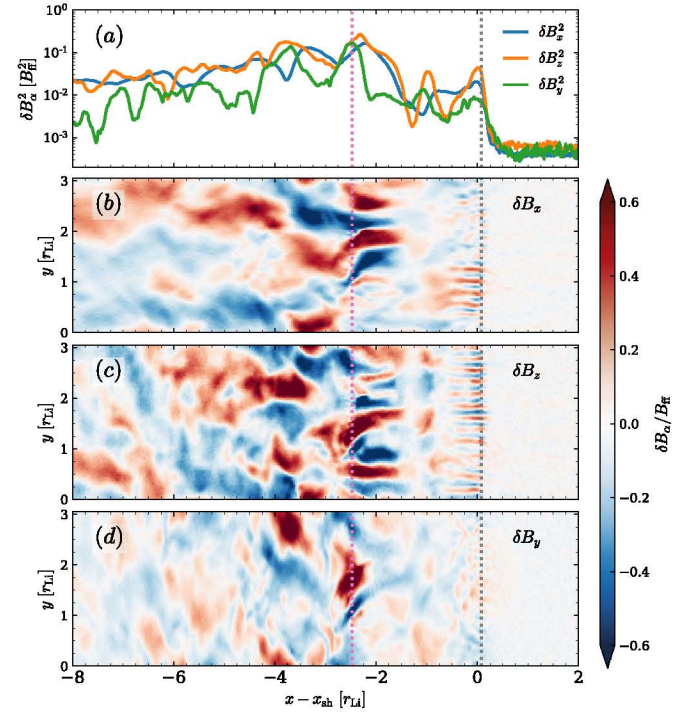 10⁰
10⁻¹
10⁻²
10⁻³
δB²_α [B²_ff]
(a)
δB²_x
δB²_z
δB²_y
3
2
1
0
y [r_Li]
(b)
δB_x
3
2
1
0
y [r_Li]
(c)
δB_z
3
2
1
0
y [r_Li]
(d)
δB_y
−8 −6 −4 −2 0 2
x − x_sh [r_Li]
0.6
0.4
0.2
0.0
−0.2
−0.4
−0.6
δB_α/B_ff